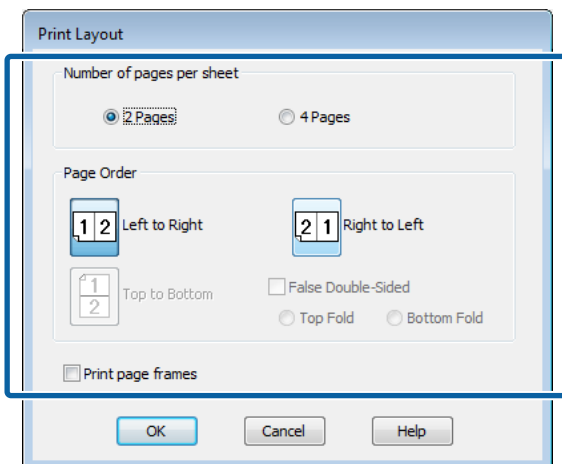 Print Layout
Number of pages per sheet
2 Pages 4 Pages
Page Order
1 2 Left to Right 2 1 Right to Left
1
2 Top to Bottom False Double-Sided
Top Fold Bottom Fold
Print page frames
OK Cancel Help